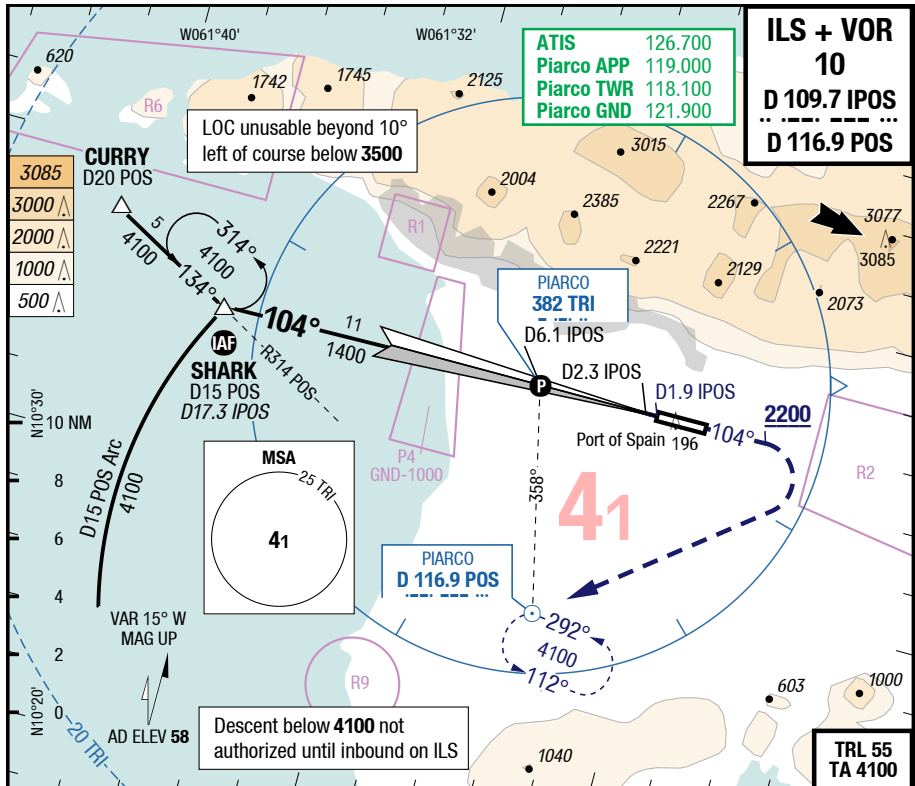 W061°40'
W061°32'
ILS + VOR
10
D 109.7 IPOS
D 116.9 POS
ATIS 126.700
Piarco APP 119.000
Piarco TWR 118.100
Piarco GND 121.900
620
1742
1745
2125
R6
LOC unusable beyond 10°
left of course below 3500
3015
CURRY
D20 POS
3085
3000
2000
1000
500
2004
2385
2267
3077
3085
5
4100
314°
4100
134°
R1
2221
2129
2073
PIARCO
382 TRI
D6.1 IPOS
104°
11
1400
IAF
SHARK
D15 POS
D17.3 IPOS
R314 POS
P
D2.3 IPOS
D1.9 IPOS
2200
104°
Port of Spain
196
N10°30'
10 NM
8
6
4
2
0
N10°20'
D15 POS Arc
4100
P4
GND-1000
R2
MSA
25 TRI
41
358°
41
PIARCO
D 116.9 POS
292°
4100
112°
VAR 15° W
MAG UP
R9
AD ELEV 58
20 TRI
Descent below 4100 not
authorized until inbound on ILS
603
1000
1040
TRL 55
TA 4100